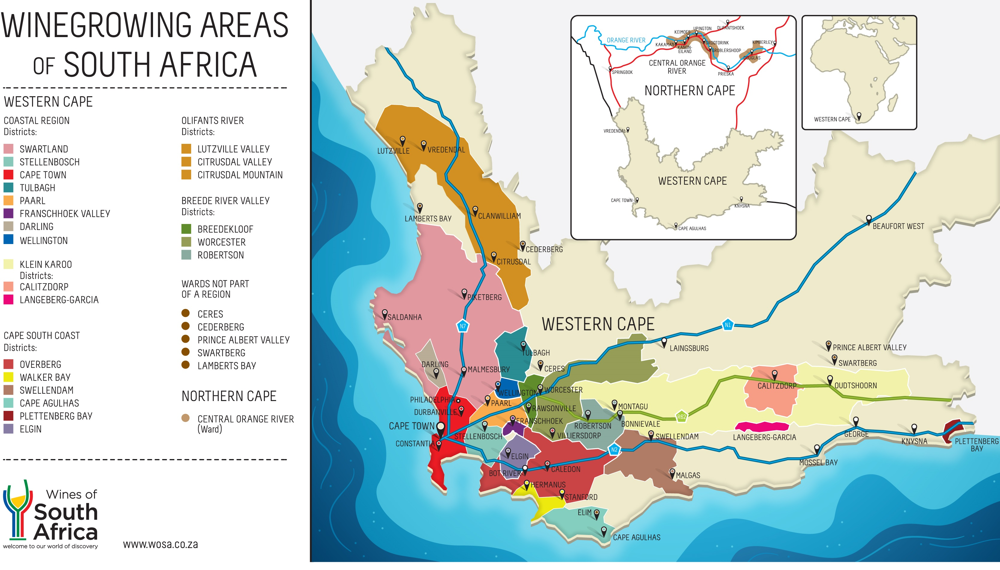 WINEGROWING AREAS
OF SOUTH AFRICA
WESTERN CAPE
COASTAL REGION
Districts:
SWARTLAND
STELLENBOSCH
CAPE TOWN
TULBAGH
PAARL
FRANSCHHOEK VALLEY
DARLING
WELLINGTON
KLEIN KAROO
Districts:
CALITZDORP
LANGEBERG-GARCIA
CAPE SOUTH COAST
Districts:
OVERBERG
WALKER BAY
SWELLENDAM
CAPE AGULHAS
PLETTENBERG BAY
ELGIN
OLIFANTS RIVER
Districts:
LUTZVILLE VALLEY
CITRUSDAL VALLEY
CITRUSDAL MOUNTAIN
BREEDE RIVER VALLEY
Districts:
BREEDEKLOOF
WORCESTER
ROBERTSON
WARDS NOT PART
OF A REGION
CERES
CEDERBERG
PRINCE ALBERT VALLEY
SWARTBERG
LAMBERTS BAY
NORTHERN CAPE
CENTRAL ORANGE RIVER
(Ward)
Wines of
South
Africa
welcome to our world of discovery
www.wosa.co.za
LUTZVILLE
VREDENDAL
LAMBERTS BAY
CLANWILLIAM
CEDERBERG
CITRUSDAL
PIKETBERG
SALDANHA
N7
WESTERN CAPE
N1
BEAUFORT WEST
LAINGSBURG
TULBAGH
PRINCE ALBERT VALLEY
SWARTBERG
DARLING
MALMESBURY
CERES
WELLINGTON
WORCESTER
CALITZDORP
OUDTSHOORN
PHILADELPHIA
PAARL
DURBANVILLE
RAWSONVILLE
MONTAGU
R62
FRANSCHHOEK
ROBERTSON
BONNIEVALE
CAPE TOWN
STELLENBOSCH
VILLIERSDORP
SWELLENDAM
LANGEBERG-GARCIA
GEORGE
KNYSNA
PLETTENBERG
BAY
CONSTANTIA
N2
ELGIN
MOSSEL BAY
BOT RIVER
CALEDON
MALGAS
HERMANUS
STANFORD
ELIM
CAPE AGULHAS
ORANGE RIVER
KEIMOES
UPINGTON
OLIFANTSHOEK
KAKAMAS
KANON-
EILAND
GROOTDRINK
GROBLERSHOOP
KIMBERLEY
DOUGLAS
CENTRAL ORANGE
RIVER
SPRINGBOK
PRIESKA
NORTHERN CAPE
VREDENDAL
WESTERN CAPE
CAPE TOWN
KNYSNA
CAPE AGULHAS
WESTERN CAPE